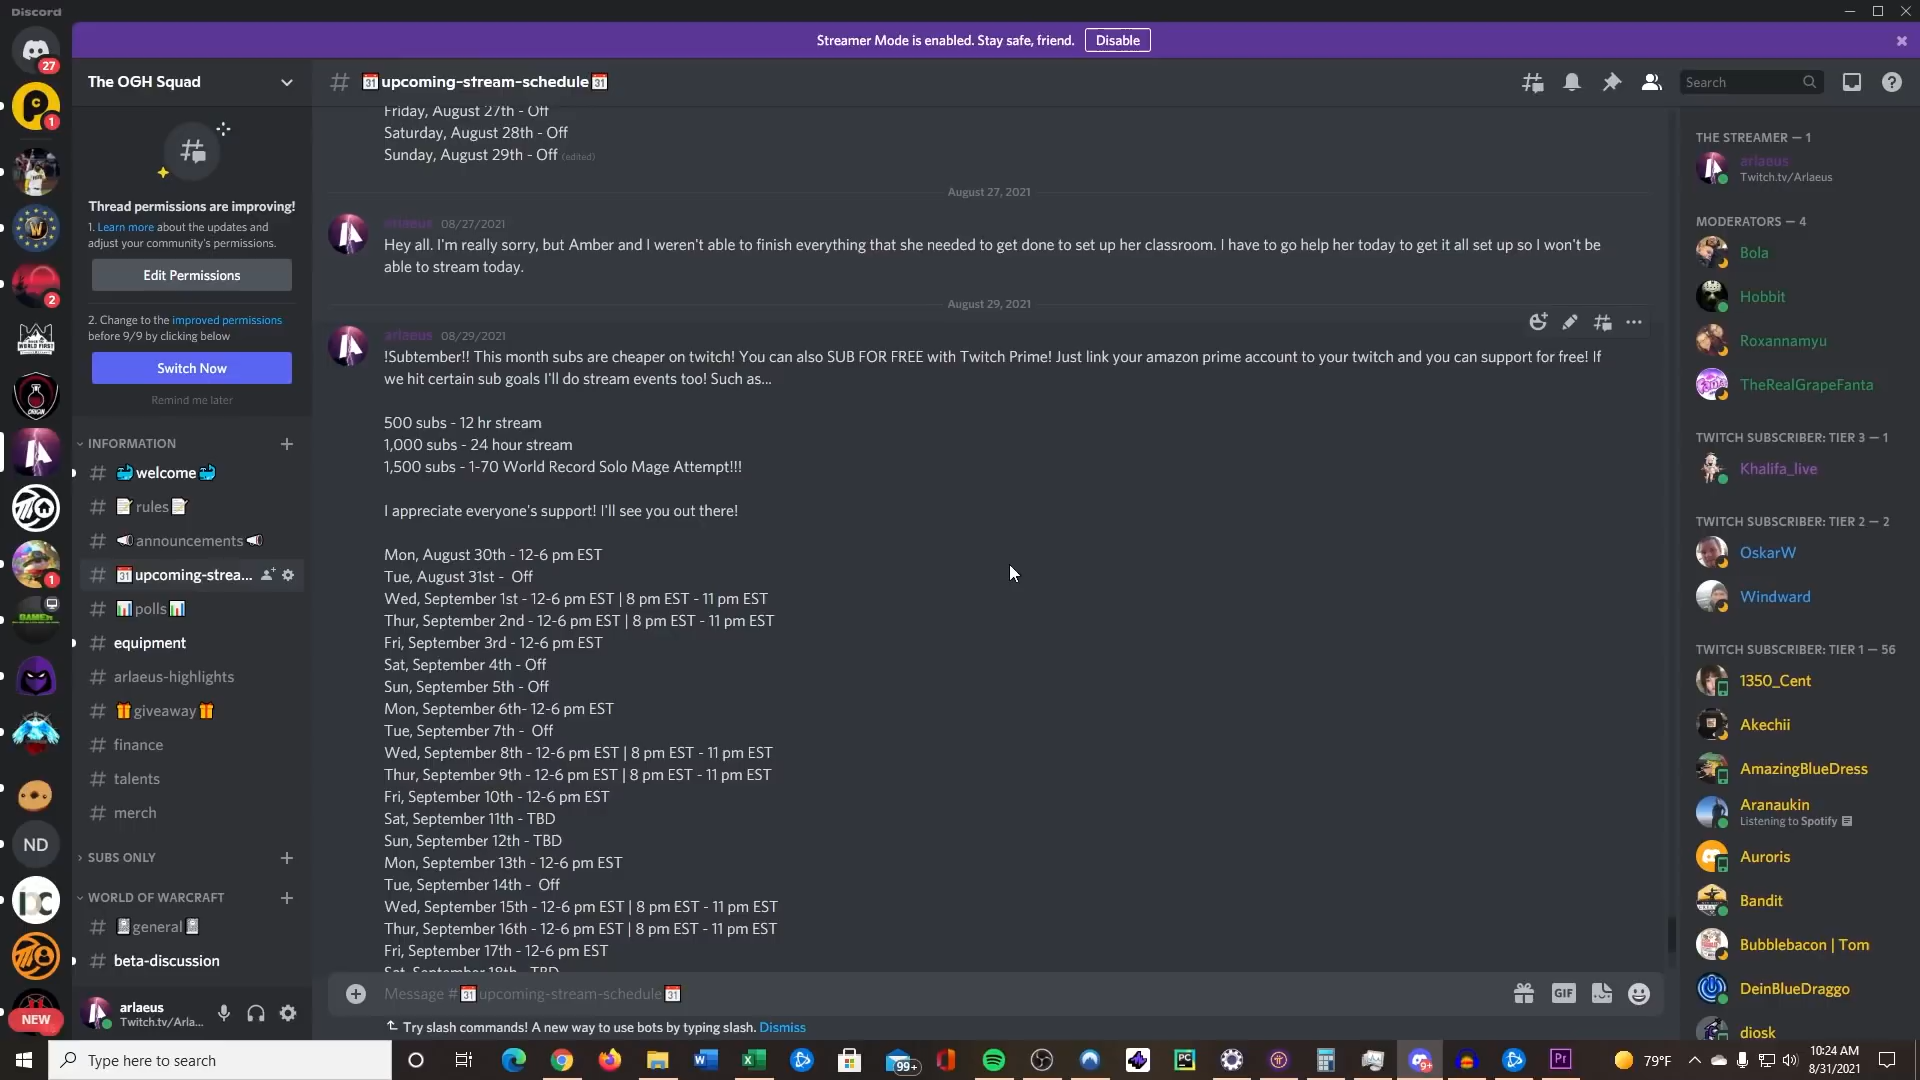 Discord
Streamer Mode is enabled. Stay safe, friend. Disable
The OGH Squad
upcoming-stream-schedule
Search
27
1
2
1
ND
NEW
Thread permissions are improving!
1. Learn more about the updates and
adjust your community's permissions.
Edit Permissions
2. Change to the improved permissions
before 9/9 by clicking below
Switch Now
Remind me later
INFORMATION
welcome
rules
announcements
upcoming-strea...
polls
equipment
arlaeus-highlights
giveaway
finance
talents
merch
SUBS ONLY
WORLD OF WARCRAFT
general
beta-discussion
arlaeus
Twitch.tv/Arla...
Friday, August 27th - Off
Saturday, August 28th - Off
Sunday, August 29th - Off (edited)
August 27, 2021
arlaeus 08/27/2021
Hey all. I'm really sorry, but Amber and I weren't able to finish everything that she needed to get done to set up her classroom. I have to go help her today to get it all set up so I won't be
able to stream today.
August 29, 2021
arlaeus 08/29/2021
!Subtember!! This month subs are cheaper on twitch! You can also SUB FOR FREE with Twitch Prime! Just link your amazon prime account to your twitch and you can support for free! If
we hit certain sub goals I'll do stream events too! Such as...
500 subs - 12 hr stream
1,000 subs - 24 hour stream
1,500 subs - 1-70 World Record Solo Mage Attempt!!!
I appreciate everyone's support! I'll see you out there!
Mon, August 30th - 12-6 pm EST
Tue, August 31st - Off
Wed, September 1st - 12-6 pm EST | 8 pm EST - 11 pm EST
Thur, September 2nd - 12-6 pm EST | 8 pm EST - 11 pm EST
Fri, September 3rd - 12-6 pm EST
Sat, September 4th - Off
Sun, September 5th - Off
Mon, September 6th- 12-6 pm EST
Tue, September 7th - Off
Wed, September 8th - 12-6 pm EST | 8 pm EST - 11 pm EST
Thur, September 9th - 12-6 pm EST | 8 pm EST - 11 pm EST
Fri, September 10th - 12-6 pm EST
Sat, September 11th - TBD
Sun, September 12th - TBD
Mon, September 13th - 12-6 pm EST
Tue, September 14th - Off
Wed, September 15th - 12-6 pm EST | 8 pm EST - 11 pm EST
Thur, September 16th - 12-6 pm EST | 8 pm EST - 11 pm EST
Fri, September 17th - 12-6 pm EST
Sat, September 18th - TBD
Message # upcoming-stream-schedule
GIF
Try slash commands! A new way to use bots by typing slash. Dismiss
THE STREAMER — 1
arlaeus
Twitch.tv/Arlaeus
MODERATORS — 4
Bola
Hobbit
Roxannamyu
TheRealGrapeFanta
TWITCH SUBSCRIBER: TIER 3 — 1
Khalifa_live
TWITCH SUBSCRIBER: TIER 2 — 2
OskarW
Windward
TWITCH SUBSCRIBER: TIER 1 — 56
1350_Cent
Akechii
AmazingBlueDress
Aranaukin
Listening to Spotify
Auroris
Bandit
Bubblebacon | Tom
DeinBlueDraggo
diosk
Type here to search
99+
79°F
10:24 AM
8/31/2021